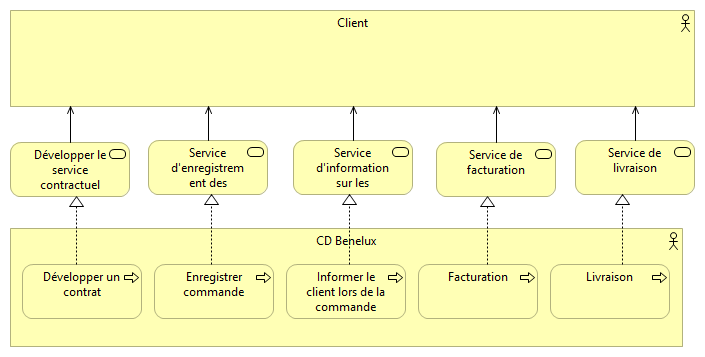 Client
Développer le
service
contractuel
Service
d'enregistrem
ent des
Service
d'information
sur les
Service de
facturation
Service de
livraison
CD Benelux
Développer un
contrat
Enregistrer
commande
Informer le
client lors de la
commande
Facturation
Livraison